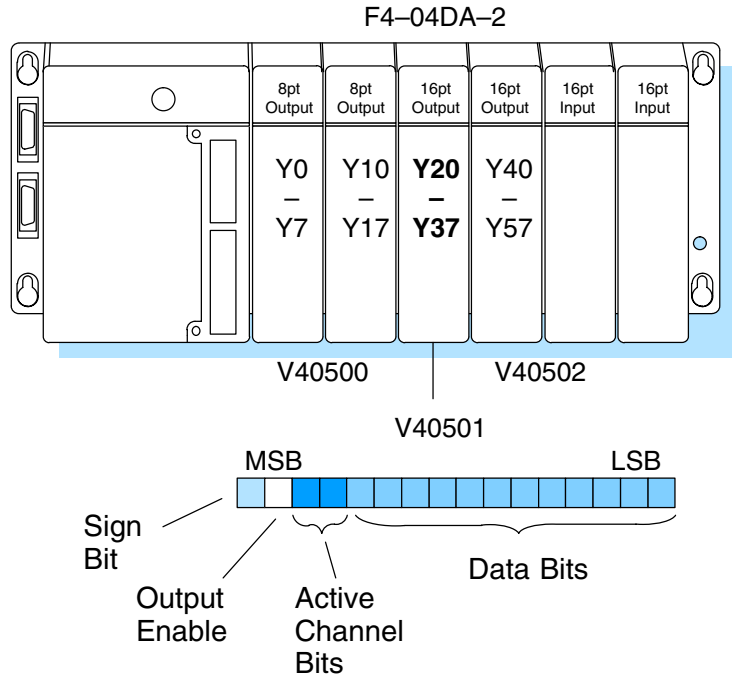 F4–04DA–2
8pt Output
8pt Output
16pt Output
16pt Output
16pt Input
16pt Input
Y0 – Y7
Y10 – Y17
Y20 – Y37
Y40 – Y57
V40500
V40502
V40501
MSB
LSB
Sign Bit
Data Bits
Output Enable
Active Channel Bits